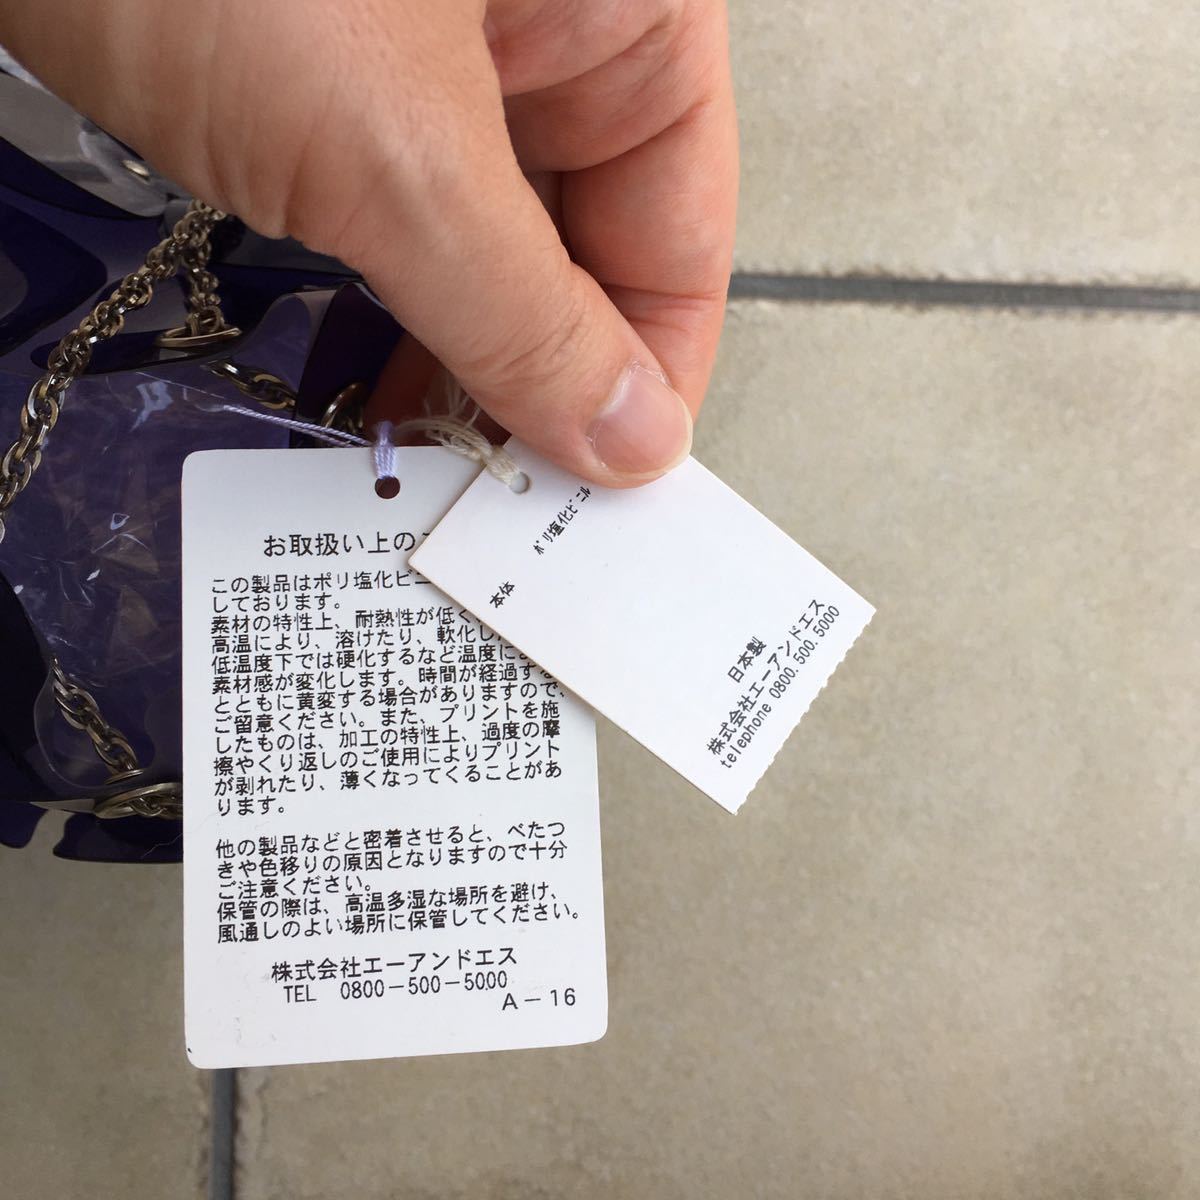 お取扱い上の
この製品はポリ塩化ビニ
しております。
素材の特性上、耐熱性が低く
高温により、溶けたり、軟化し
低温度下では硬化するなど温度に
素材感が変化します。時間が経過する
とともに黄変する場合がありますので、
ご留意ください。また、プリントを施
したものは、加工の特性上、過度の摩
擦やくり返しのご使用によりプリント
が剥れたり、薄くなってくることがあ
ります。
他の製品などと密着させると、べたつ
きや色移りの原因となりますので十分
ご注意ください。
保管の際は、高温多湿な場所を避け、
風通しのよい場所に保管してください。
株式会社エーアンドエス
TEL 0800-500-5000
A-16
本体
ポリ塩化ビニル
日本製
株式会社エーアンドエス
telephone 0800.500.5000